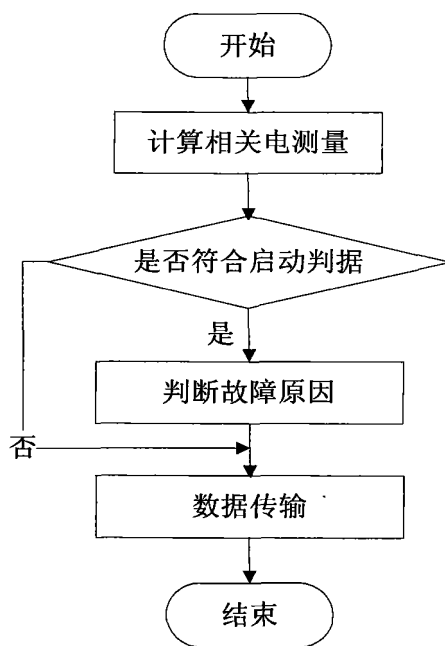 开始
计算相关电测量
是否符合启动判据
是
判断故障原因
否
数据传输
结束